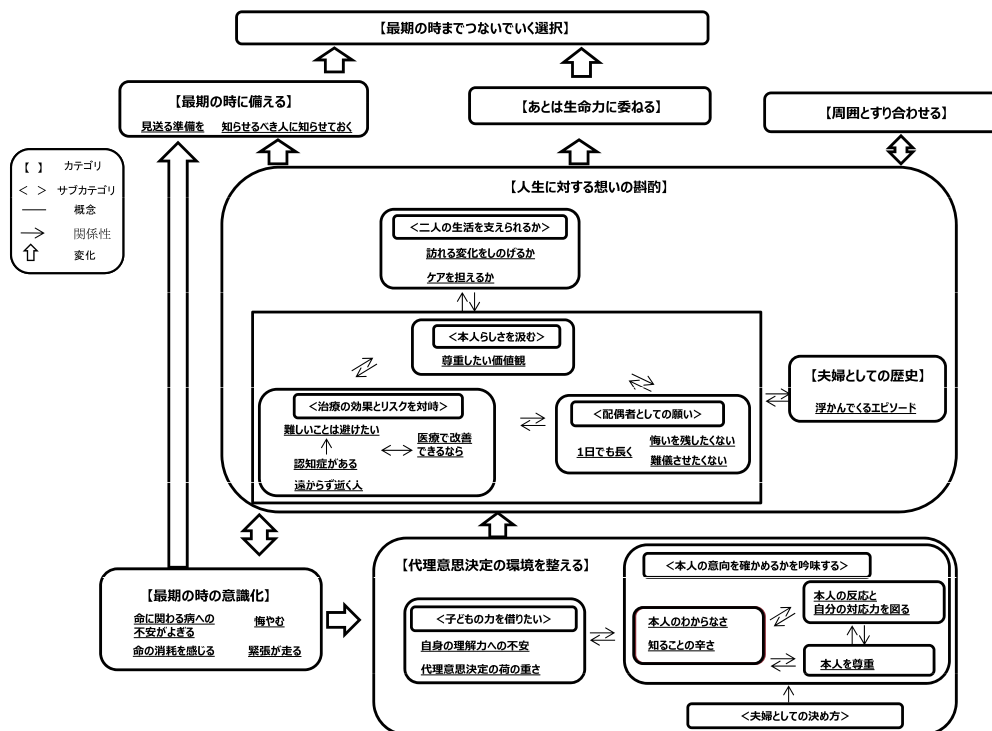 【最期の時までつないでいく選択】
【最期の時に備える】
見送る準備を 知らせるべき人に知らせておく
【あとは生命力に委ねる】
【周囲とすり合わせる】
【 】 カテゴリ
< > サブカテゴリ
概念
関係性
変化
【人生に対する想いの斟酌】
<二人の生活を支えられるか>
訪れる変化をしのげるか
ケアを担えるか
<本人らしさを汲む>
尊重したい価値観
<治療の効果とリスクを対峙>
難しいことは避けたい
医療で改善
できるなら
認知症がある
遠からず逝く人
<配偶者としての願い>
1日でも長く
悔いを残したくない
難儀させたくない
【夫婦としての歴史】
浮かんでくるエピソード
【最期の時の意識化】
命に関わる病への
不安がよぎる
悔やむ
命の消耗を感じる
緊張が走る
【代理意思決定の環境を整える】
<子どもの力を借りたい>
自身の理解力への不安
代理意思決定の荷の重さ
<本人の意向を確かめるかを吟味する>
本人のわからなさ
知ることの辛さ
本人の反応と
自分の対応力を図る
本人を尊重
<夫婦としての決め方>